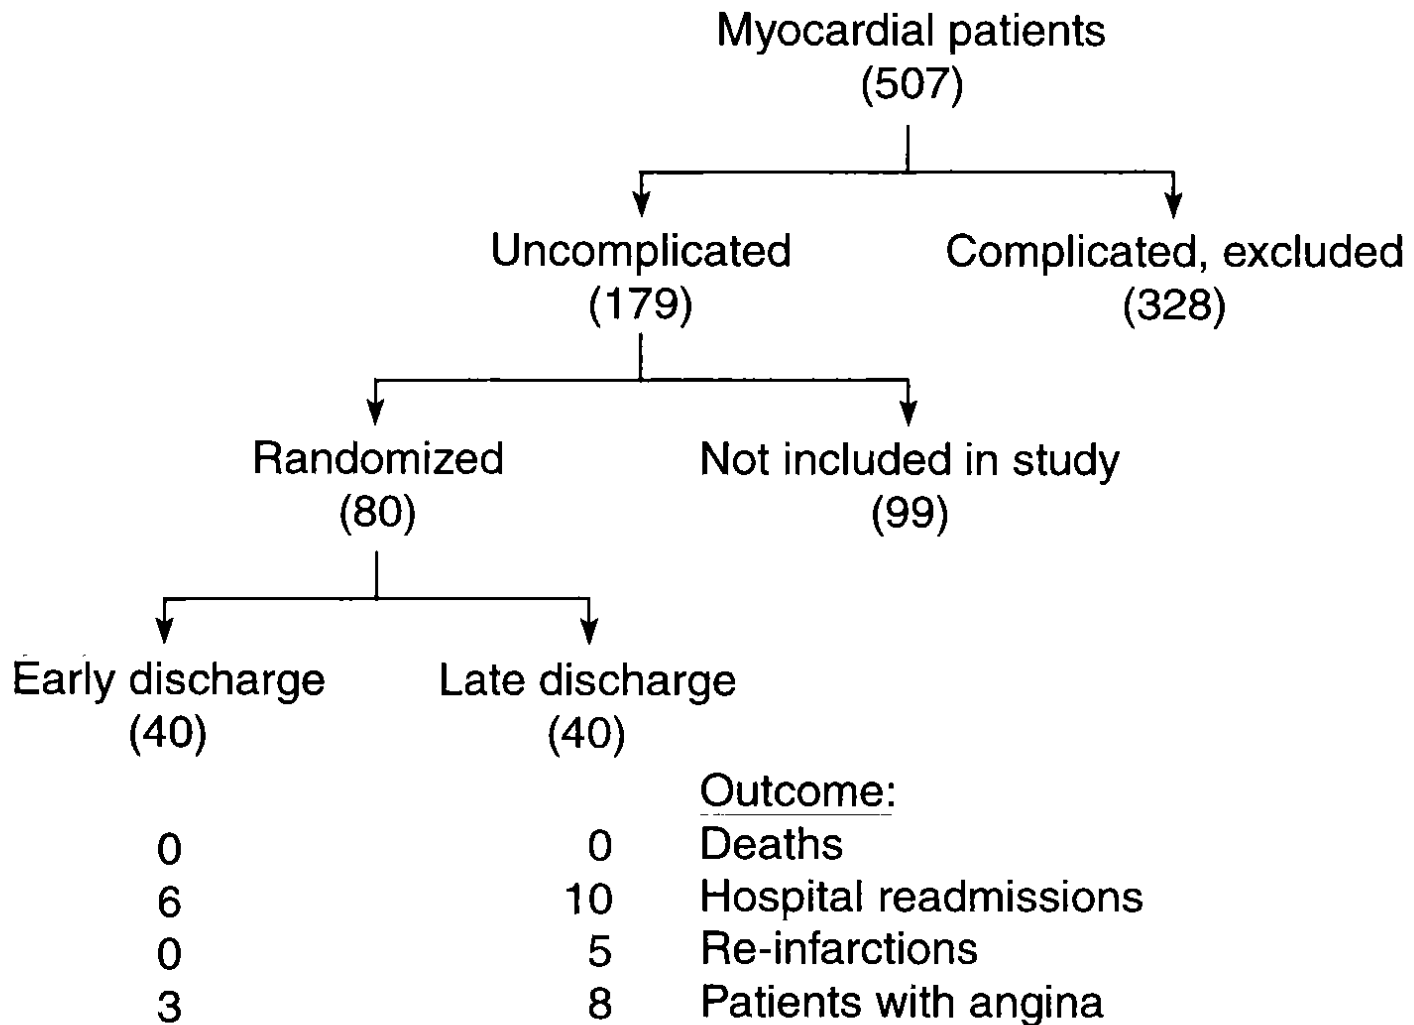 Myocardial patients
(507)
Uncomplicated
(179)
Complicated, excluded
(328)
Randomized
(80)
Not included in study
(99)
Early discharge
(40)
Late discharge
(40)
Outcome:
0 0 Deaths
6 10 Hospital readmissions
0 5 Re-infarctions
3 8 Patients with angina